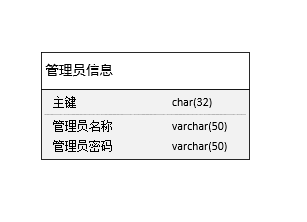 管理员信息
主键 char(32)
管理员名称 varchar(50)
管理员密码 varchar(50)